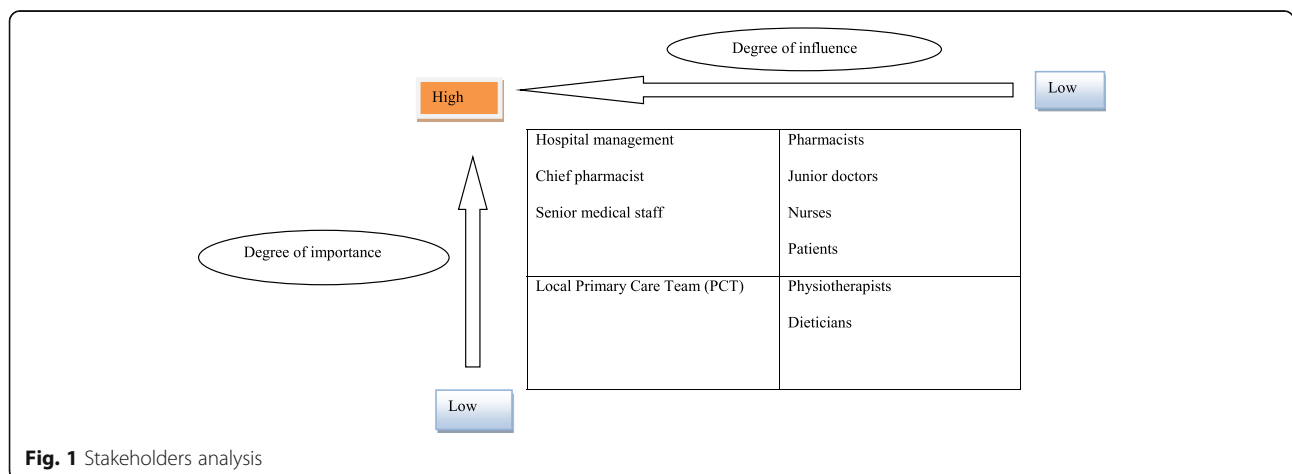 Degree of influence
High
Low
Hospital management
Chief pharmacist
Senior medical staff
Pharmacists
Junior doctors
Nurses
Patients
Degree of importance
Local Primary Care Team (PCT)
Physiotherapists
Dieticians
Low
Fig. 1 Stakeholders analysis